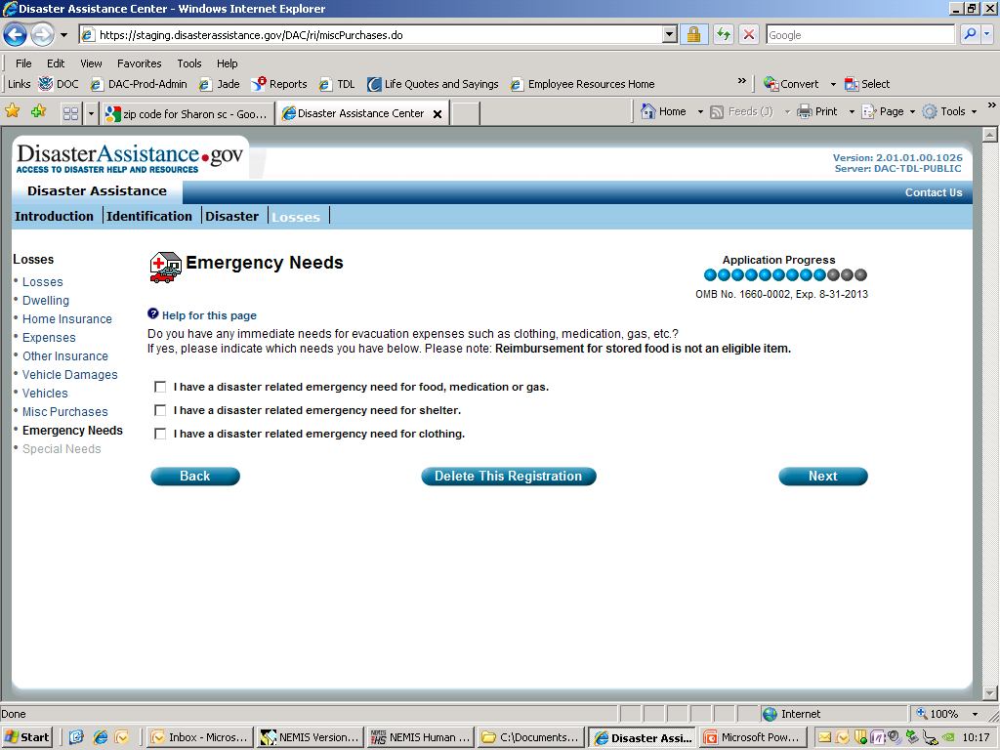 Disaster Assistance Center - Windows Internet Explorer
https://staging.disasterassistance.gov/DAC/ri/miscPurchases.do
Google
File Edit View Favorites Tools Help
Links DOC DAC-Prod-Admin Jade Reports TDL Life Quotes and Sayings Employee Resources Home » Convert Select
zip code for Sharon sc - Goo... Disaster Assistance Center Home Feeds (J) Print Page Tools »
DisasterAssistance.gov
ACCESS TO DISASTER HELP AND RESOURCES
Version: 2.01.01.00.1026
Server: DAC-TDL-PUBLIC
Disaster Assistance
Contact Us
Introduction Identification Disaster Losses
Losses
• Losses
• Dwelling
• Home Insurance
• Expenses
• Other Insurance
• Vehicle Damages
• Vehicles
• Misc Purchases
• Emergency Needs
• Special Needs
Emergency Needs
Application Progress
OMB No. 1660-0002, Exp. 8-31-2013
? Help for this page
Do you have any immediate needs for evacuation expenses such as clothing, medication, gas, etc.?
If yes, please indicate which needs you have below. Please note: Reimbursement for stored food is not an eligible item.
I have a disaster related emergency need for food, medication or gas.
I have a disaster related emergency need for shelter.
I have a disaster related emergency need for clothing.
Back Delete This Registration Next
Done Internet 100%
Start Inbox - Micros... NEMIS Version... NEMIS Human ... C:\Documents... Disaster Assi... Microsoft Pow... 10:17